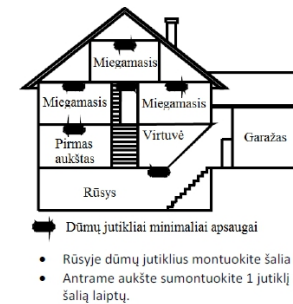 Miegamasis
Miegamasis
Miegamasis
Pirmas
aukštas
Virtuvė
Garažas
Rūsys
Dūmų jutikliai minimaliai apsaugai
• Rūsyje dūmų jutiklius montuokite šalia
• Antrame aukšte sumontuokite 1 jutiklį
šalią laiptų.